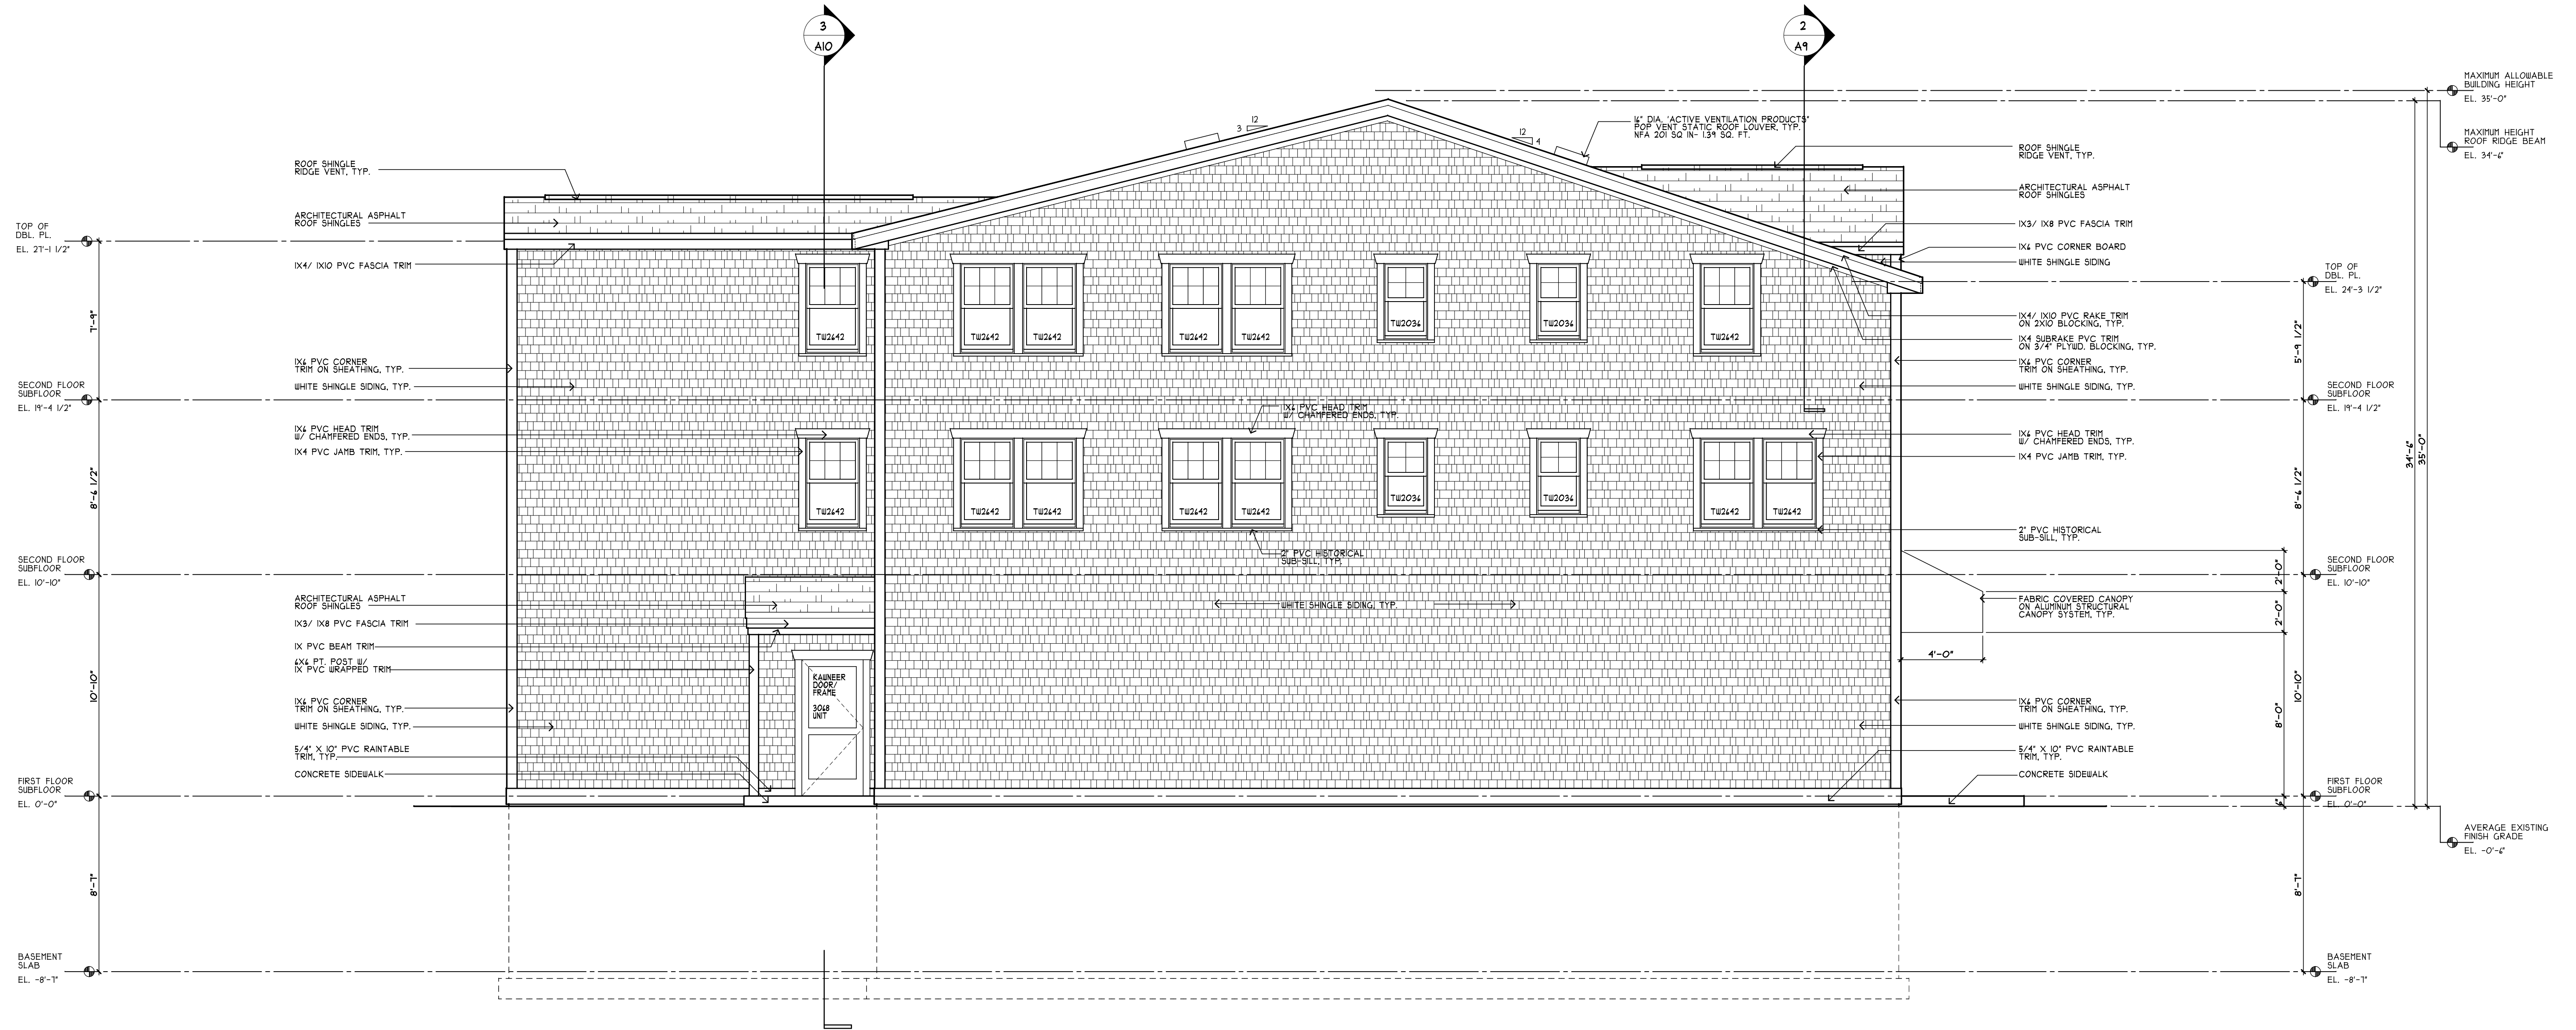 3
A10
2
A9
MAXIMUM ALLOWABLE
BUILDING HEIGHT
EL. 35'-0"
MAXIMUM HEIGHT
ROOF RIDGE BEAM
EL. 34'-6"
12
3
12
4
16" DIA. 'ACTIVE VENTILATION PRODUCTS'
POP VENT STATIC ROOF LOUVER, TYP.
NFA 201 SQ IN- 1.39 SQ. FT.
TOP OF
DBL. PL.
EL. 27'-1 1/2"
7'-9"
SECOND FLOOR
SUBFLOOR
EL. 19'-4 1/2"
8'-6 1/2"
SECOND FLOOR
SUBFLOOR
EL. 10'-10"
10'-10"
FIRST FLOOR
SUBFLOOR
EL. 0'-0"
8'-7"
BASEMENT
SLAB
EL. -8'-7"
ROOF SHINGLE
RIDGE VENT, TYP.
ARCHITECTURAL ASPHALT
ROOF SHINGLES
1X4/ 1X10 PVC FASCIA TRIM
1X6 PVC CORNER
TRIM ON SHEATHING, TYP.
WHITE SHINGLE SIDING, TYP.
1X6 PVC HEAD TRIM
W/ CHAMFERED ENDS, TYP.
1X4 PVC JAMB TRIM, TYP.
ARCHITECTURAL ASPHALT
ROOF SHINGLES
1X3/ 1X8 PVC FASCIA TRIM
1X PVC BEAM TRIM
6X6 PT. POST W/
1X PVC WRAPPED TRIM
1X6 PVC CORNER
TRIM ON SHEATHING, TYP.
WHITE SHINGLE SIDING, TYP.
5/4" X 10" PVC RAINTABLE
TRIM, TYP.
CONCRETE SIDEWALK
TW2642
TW2642
TW2642
TW2642
TW2642
TW2036
TW2036
TW2642
1X6 PVC HEAD TRIM
W/ CHAMFERED ENDS, TYP.
TW2642
TW2642
TW2642
TW2642
TW2642
TW2036
TW2036
TW2642
TW2642
2" PVC HISTORICAL
SUB-SILL, TYP.
WHITE SHINGLE SIDING, TYP.
KAWNEER
DOOR/
FRAME
3068
UNIT
ROOF SHINGLE
RIDGE VENT, TYP.
ARCHITECTURAL ASPHALT
ROOF SHINGLES
1X3/ 1X8 PVC FASCIA TRIM
1X6 PVC CORNER BOARD
WHITE SHINGLE SIDING
1X4/ 1X10 PVC RAKE TRIM
ON 2X10 BLOCKING, TYP.
1X4 SUBRAKE PVC TRIM
ON 3/4" PLYWD. BLOCKING, TYP.
1X6 PVC CORNER
TRIM ON SHEATHING, TYP.
WHITE SHINGLE SIDING, TYP.
1X6 PVC HEAD TRIM
W/ CHAMFERED ENDS, TYP.
1X4 PVC JAMB TRIM, TYP.
2" PVC HISTORICAL
SUB-SILL, TYP.
FABRIC COVERED CANOPY
ON ALUMINUM STRUCTURAL
CANOPY SYSTEM, TYP.
4'-0"
1X6 PVC CORNER
TRIM ON SHEATHING, TYP.
WHITE SHINGLE SIDING, TYP.
5/4" X 10" PVC RAINTABLE
TRIM, TYP.
CONCRETE SIDEWALK
2'-0"
2'-0"
8'-0"
6"
TOP OF
DBL. PL.
EL. 24'-3 1/2"
5'-9 1/2"
SECOND FLOOR
SUBFLOOR
EL. 19'-4 1/2"
8'-6 1/2"
SECOND FLOOR
SUBFLOOR
EL. 10'-10"
10'-10"
FIRST FLOOR
SUBFLOOR
EL. 0'-0"
8'-7"
BASEMENT
SLAB
EL. -8'-7"
34'-6"
35'-0"
AVERAGE EXISTING
FINISH GRADE
EL. -0'-6"